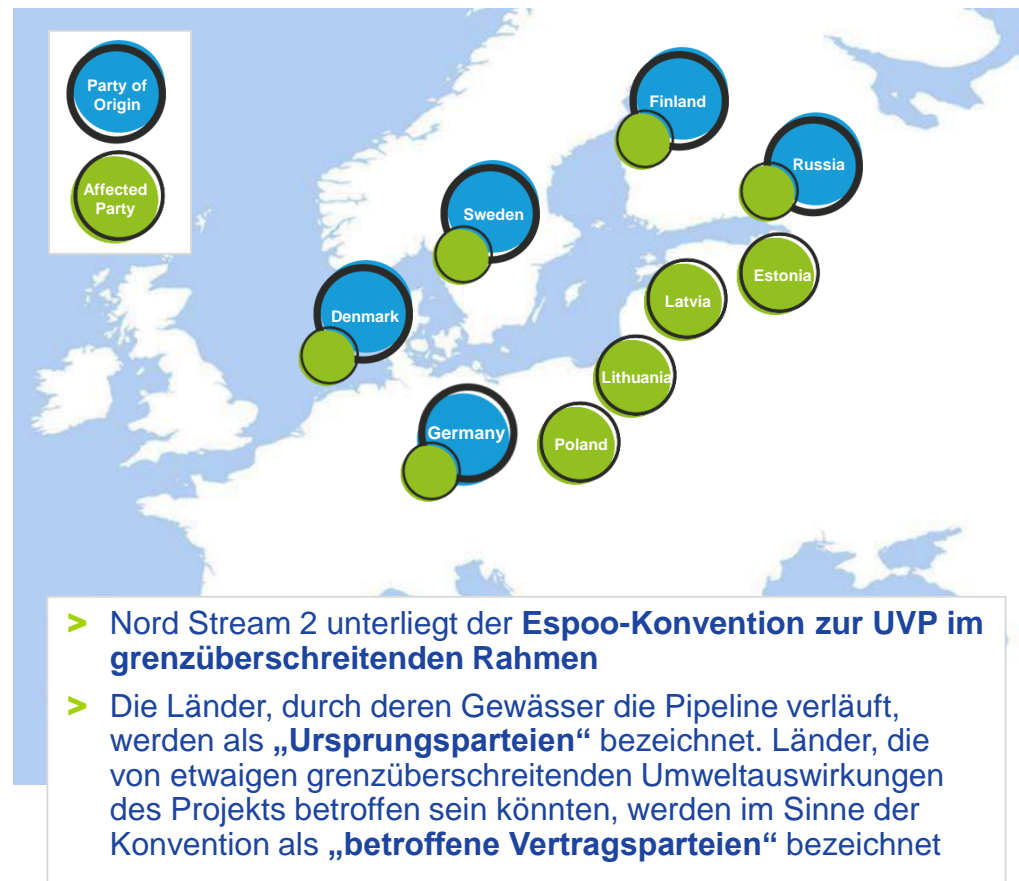 Party of
Origin
Affected
Party
Finland
Russia
Sweden
Estonia
Latvia
Denmark
Lithuania
Germany
Poland
> Nord Stream 2 unterliegt der Espoo-Konvention zur UVP im
grenzüberschreitenden Rahmen
> Die Länder, durch deren Gewässer die Pipeline verläuft,
werden als „Ursprungsparteien“ bezeichnet. Länder, die
von etwaigen grenzüberschreitenden Umweltauswirkungen
des Projekts betroffen sein könnten, werden im Sinne der
Konvention als „betroffene Vertragsparteien“ bezeichnet